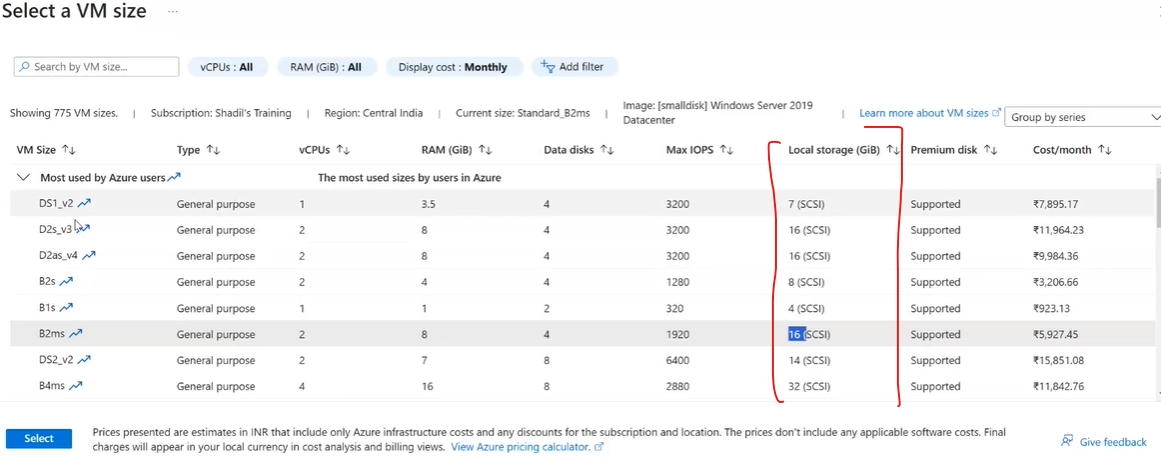 Select a VM size ...
Search by VM size... vCPUs : All RAM (GiB) : All Display cost : Monthly Add filter
Showing 775 VM sizes. | Subscription: Shadil's Training | Region: Central India | Current size: Standard_B2ms | Image: [smalldisk] Windows Server 2019 Datacenter | Learn more about VM sizes Group by series
VM Size Type vCPUs RAM (GiB) Data disks Max IOPS Local storage (GiB) Premium disk Cost/month
Most used by Azure users The most used sizes by users in Azure
DS1_v2 General purpose 1 3.5 4 3200 7 (SCSI) Supported ₹7,895.17
D2s_v3 General purpose 2 8 4 3200 16 (SCSI) Supported ₹11,964.23
D2as_v4 General purpose 2 8 4 3200 16 (SCSI) Supported ₹9,984.36
B2s General purpose 2 4 4 1280 8 (SCSI) Supported ₹3,206.66
B1s General purpose 1 1 2 320 4 (SCSI) Supported ₹923.13
B2ms General purpose 2 8 4 1920 16 (SCSI) Supported ₹5,927.45
DS2_v2 General purpose 2 7 8 6400 14 (SCSI) Supported ₹15,851.08
B4ms General purpose 4 16 8 2880 32 (SCSI) Supported ₹11,842.76
Select
Prices presented are estimates in INR that include only Azure infrastructure costs and any discounts for the subscription and location. The prices don't include any applicable software costs. Final
charges will appear in your local currency in cost analysis and billing views. View Azure pricing calculator.
Give feedback